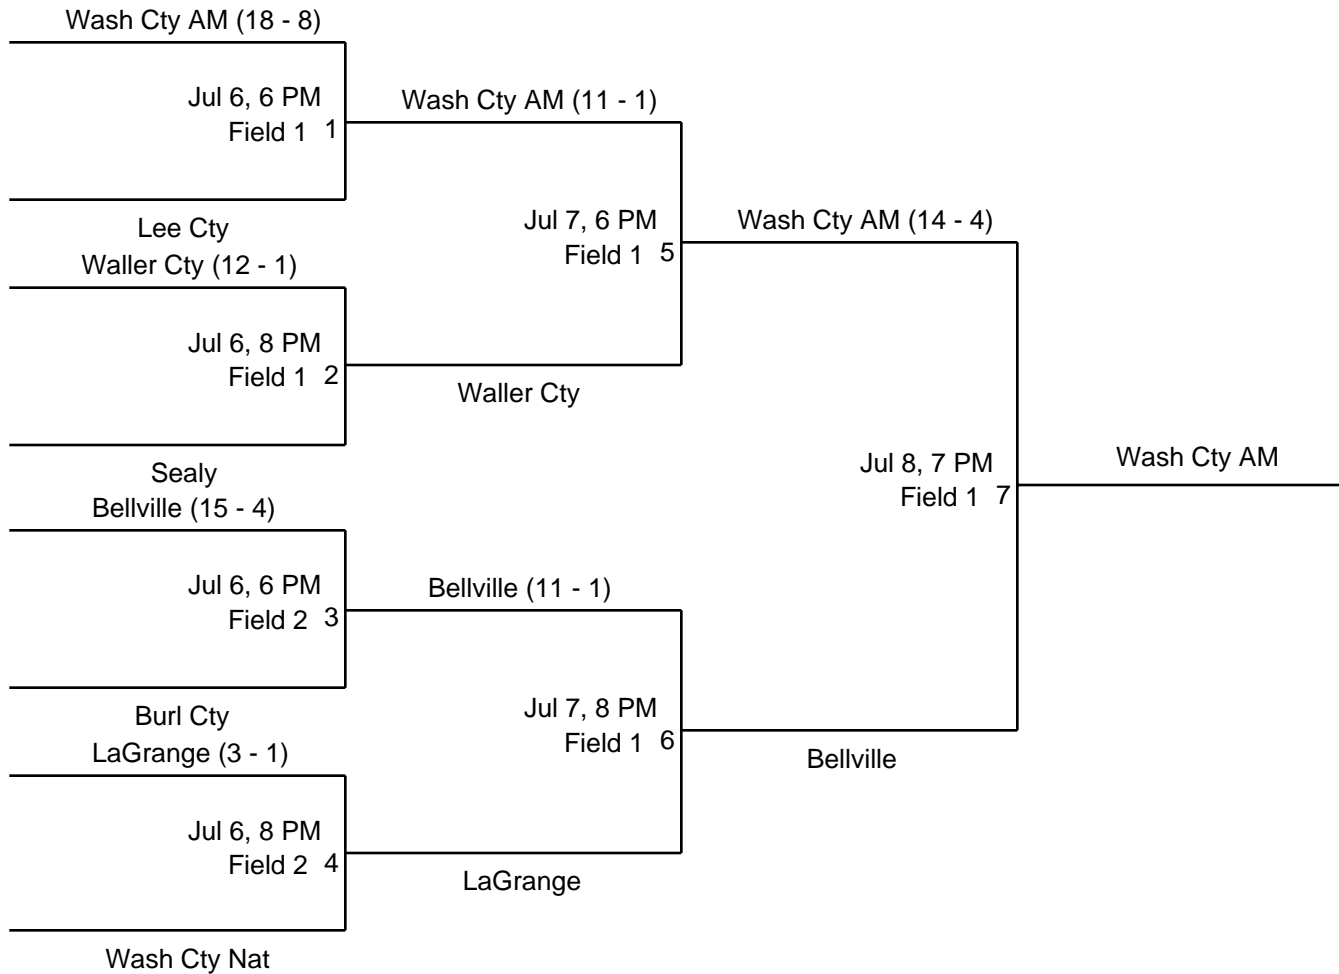 Wash Cty AM (18 - 8)
Jul 6, 6 PM
Field 1 1
Lee Cty
Waller Cty (12 - 1)
Jul 6, 8 PM
Field 1 2
Sealy
Bellville (15 - 4)
Jul 6, 6 PM
Field 2 3
Burl Cty
LaGrange (3 - 1)
Jul 6, 8 PM
Field 2 4
Wash Cty Nat
Wash Cty AM (11 - 1)
Jul 7, 6 PM
Field 1 5
Waller Cty
Bellville (11 - 1)
Jul 7, 8 PM
Field 1 6
LaGrange
Wash Cty AM (14 - 4)
Jul 8, 7 PM
Field 1 7
Bellville
Wash Cty AM